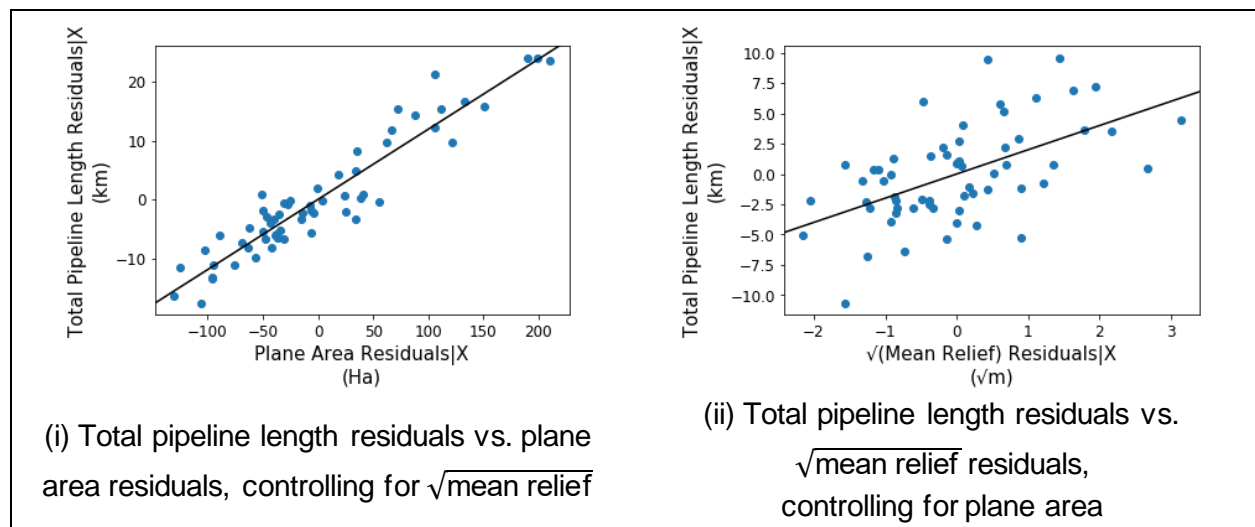 Total Pipeline Length Residuals|X
(km)
20
10
0
−10
−100
−50
0
50
100
150
200
Plane Area Residuals|X
(Ha)
(i) Total pipeline length residuals vs. plane
area residuals, controlling for √mean relief
Total Pipeline Length Residuals|X
(km)
10.0
7.5
5.0
2.5
0.0
−2.5
−5.0
−7.5
−10.0
−2
−1
0
1
2
3
√(Mean Relief) Residuals|X
(√m)
(ii) Total pipeline length residuals vs.
√mean relief residuals,
controlling for plane area